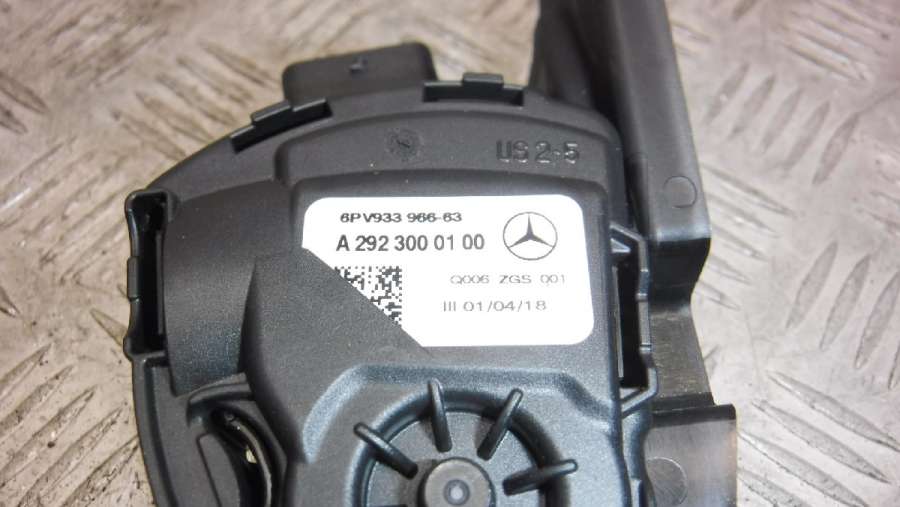 US 2-5
6PV933 966-63
A 292 300 01 00
Q006 ZGS 001
III 01/04/18